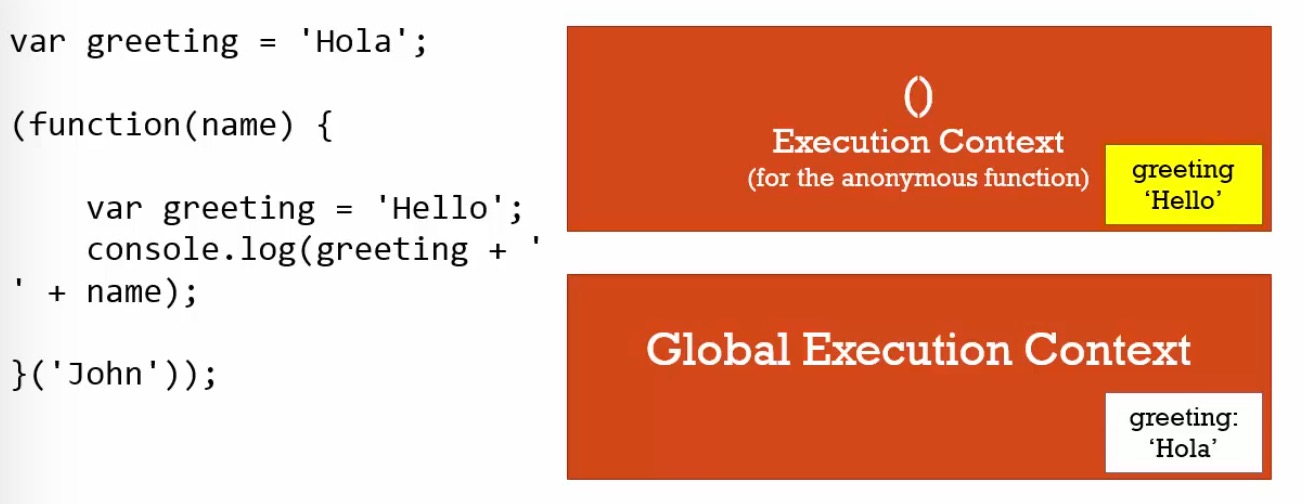 var greeting = 'Hola';
(function(name) {
    var greeting = 'Hello';
    console.log(greeting + '
' + name);
}('John'));
()
Execution Context
(for the anonymous function)
greeting
‘Hello’
Global Execution Context
greeting:
‘Hola’